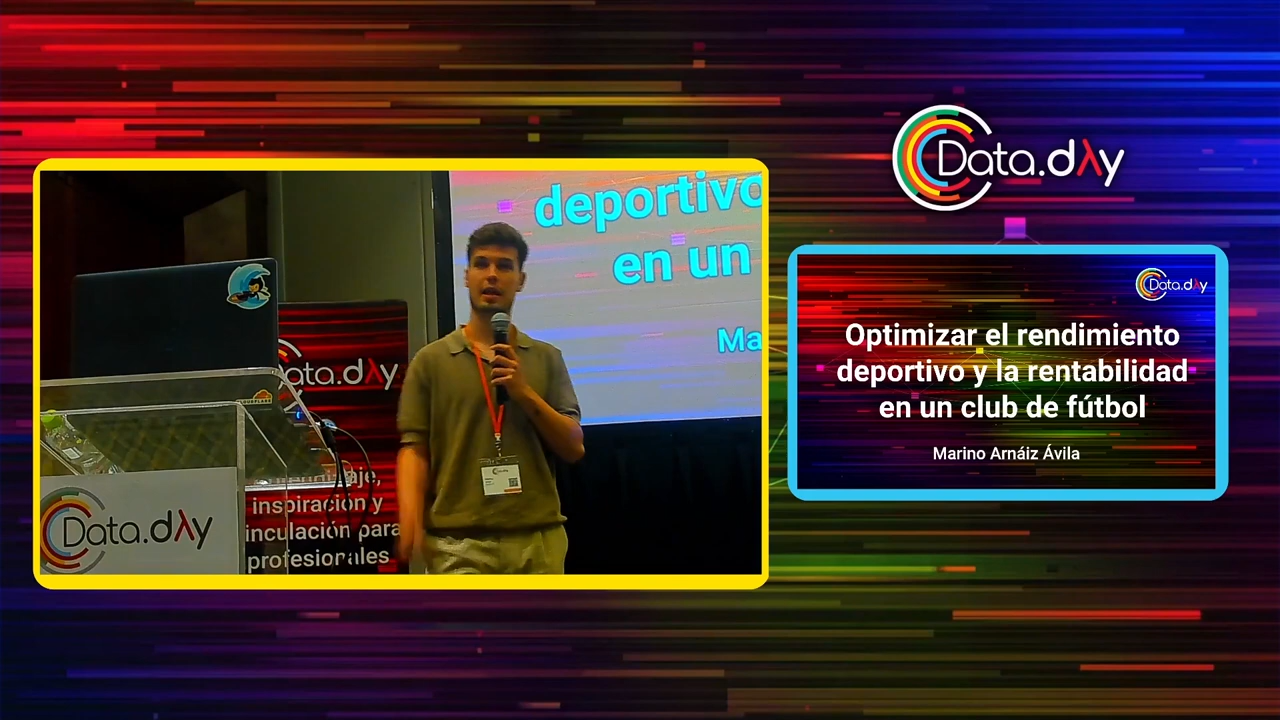 deportivo
en un
Ma
Data.dλy
CLOUDFLARE
Data.dλy
inspiración y
inculación para
profesionales
Data.dλy
Data.dλy
Optimizar el rendimiento
deportivo y la rentabilidad
en un club de fútbol
Marino Arnáiz Ávila